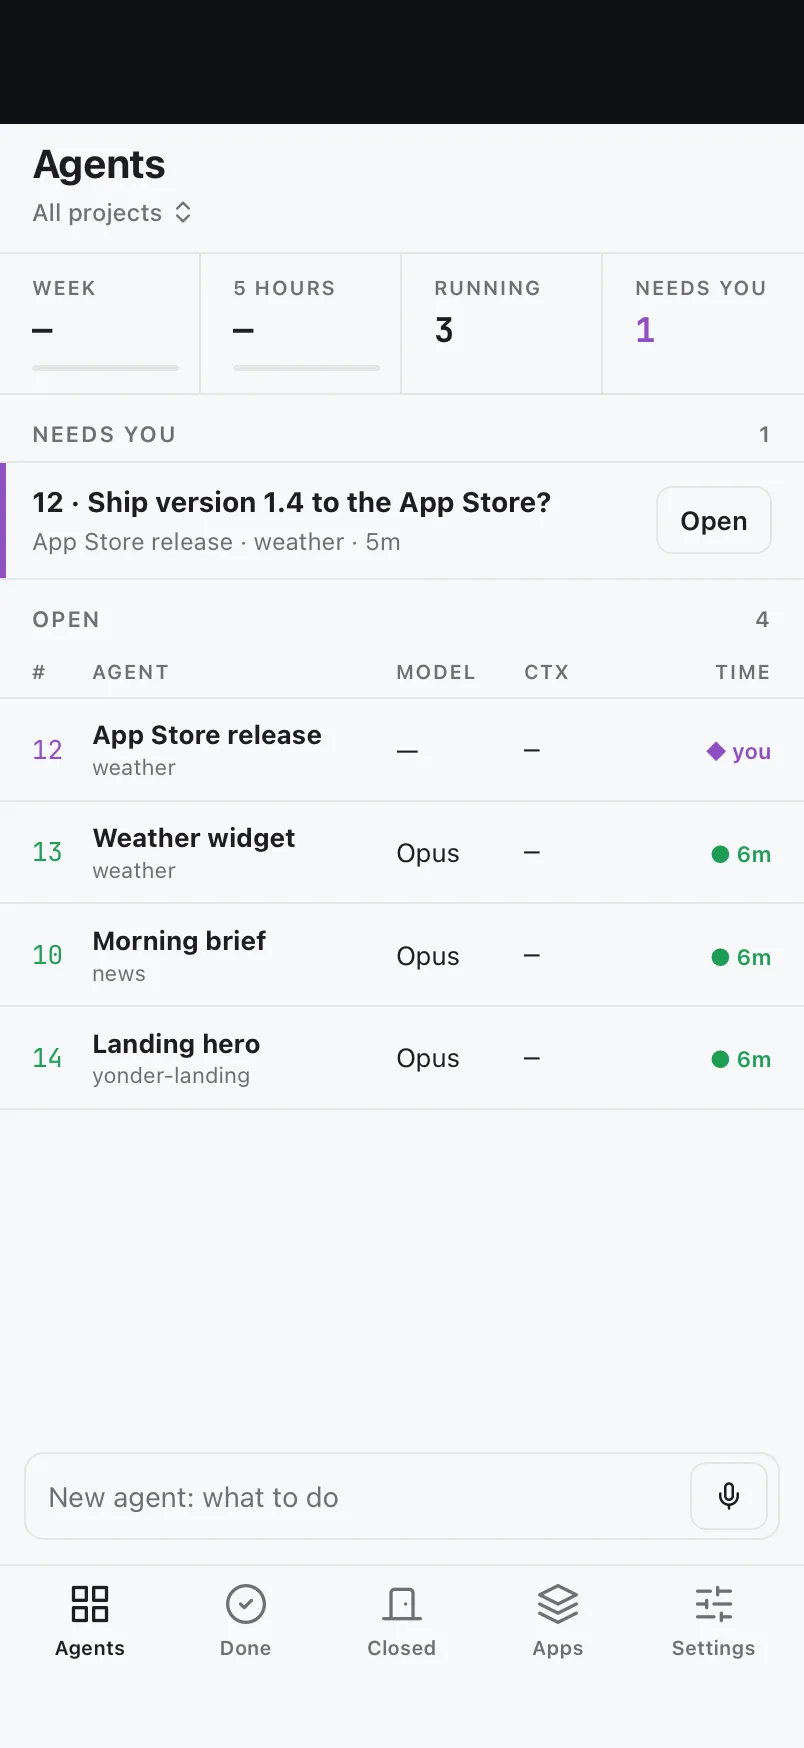 Agents
All projects
WEEK
5 HOURS
RUNNING
NEEDS YOU
–
–
3
1
NEEDS YOU
1
12 · Ship version 1.4 to the App Store?
App Store release · weather · 5m
Open
OPEN
4
# AGENT MODEL CTX TIME
12 App Store release — – you
weather
13 Weather widget Opus – 6m
weather
10 Morning brief Opus – 6m
news
14 Landing hero Opus – 6m
yonder-landing
New agent: what to do
Agents
Done
Closed
Apps
Settings